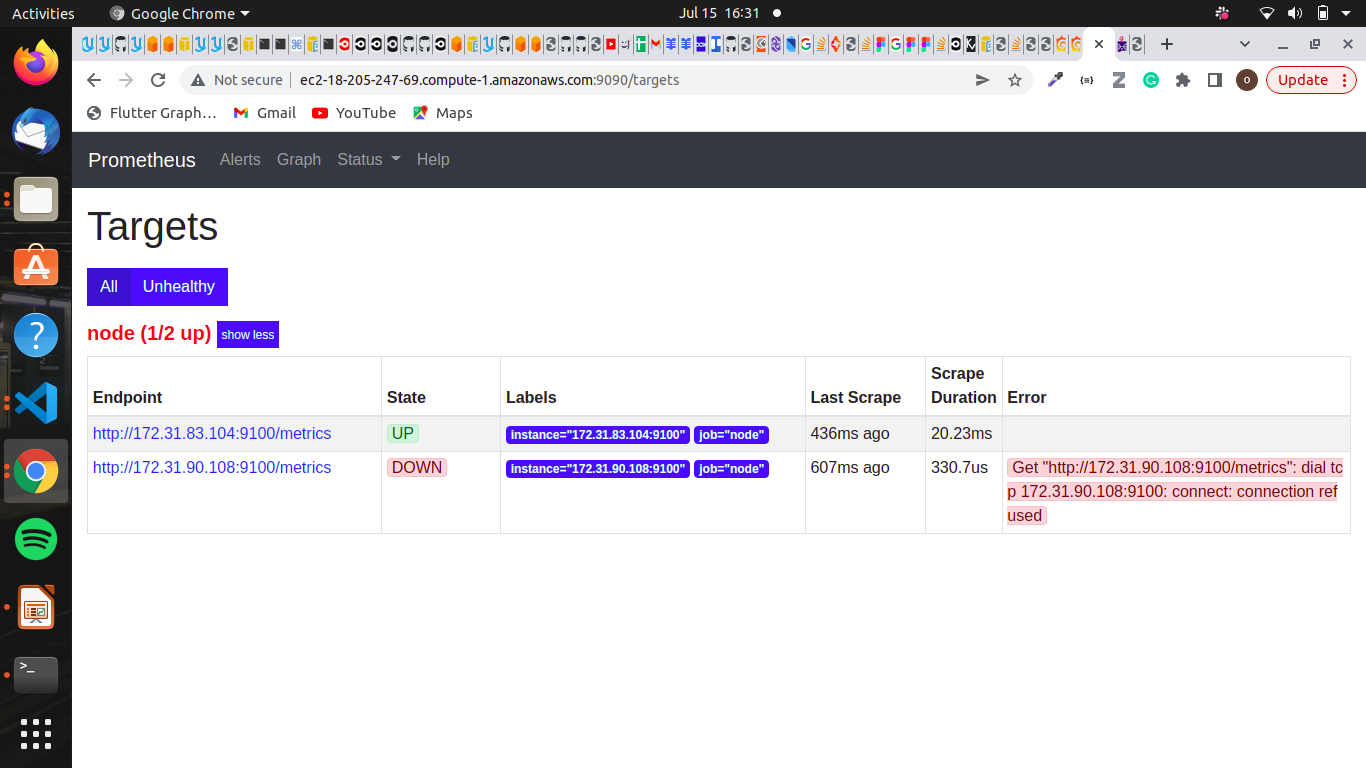 Activities Google Chrome Jul 15 16:31
Not secure ec2-18-205-247-69.compute-1.amazonaws.com:9090/targets o Update
Flutter Graph… Gmail YouTube Maps
Prometheus Alerts Graph Status Help
Targets
All Unhealthy
node (1/2 up) show less
Scrape
Endpoint State Labels Last Scrape Duration Error
http://172.31.83.104:9100/metrics UP instance="172.31.83.104:9100" job="node" 436ms ago 20.23ms
http://172.31.90.108:9100/metrics DOWN instance="172.31.90.108:9100" job="node" 607ms ago 330.7us Get "http://172.31.90.108:9100/metrics": dial tc
p 172.31.90.108:9100: connect: connection ref
used